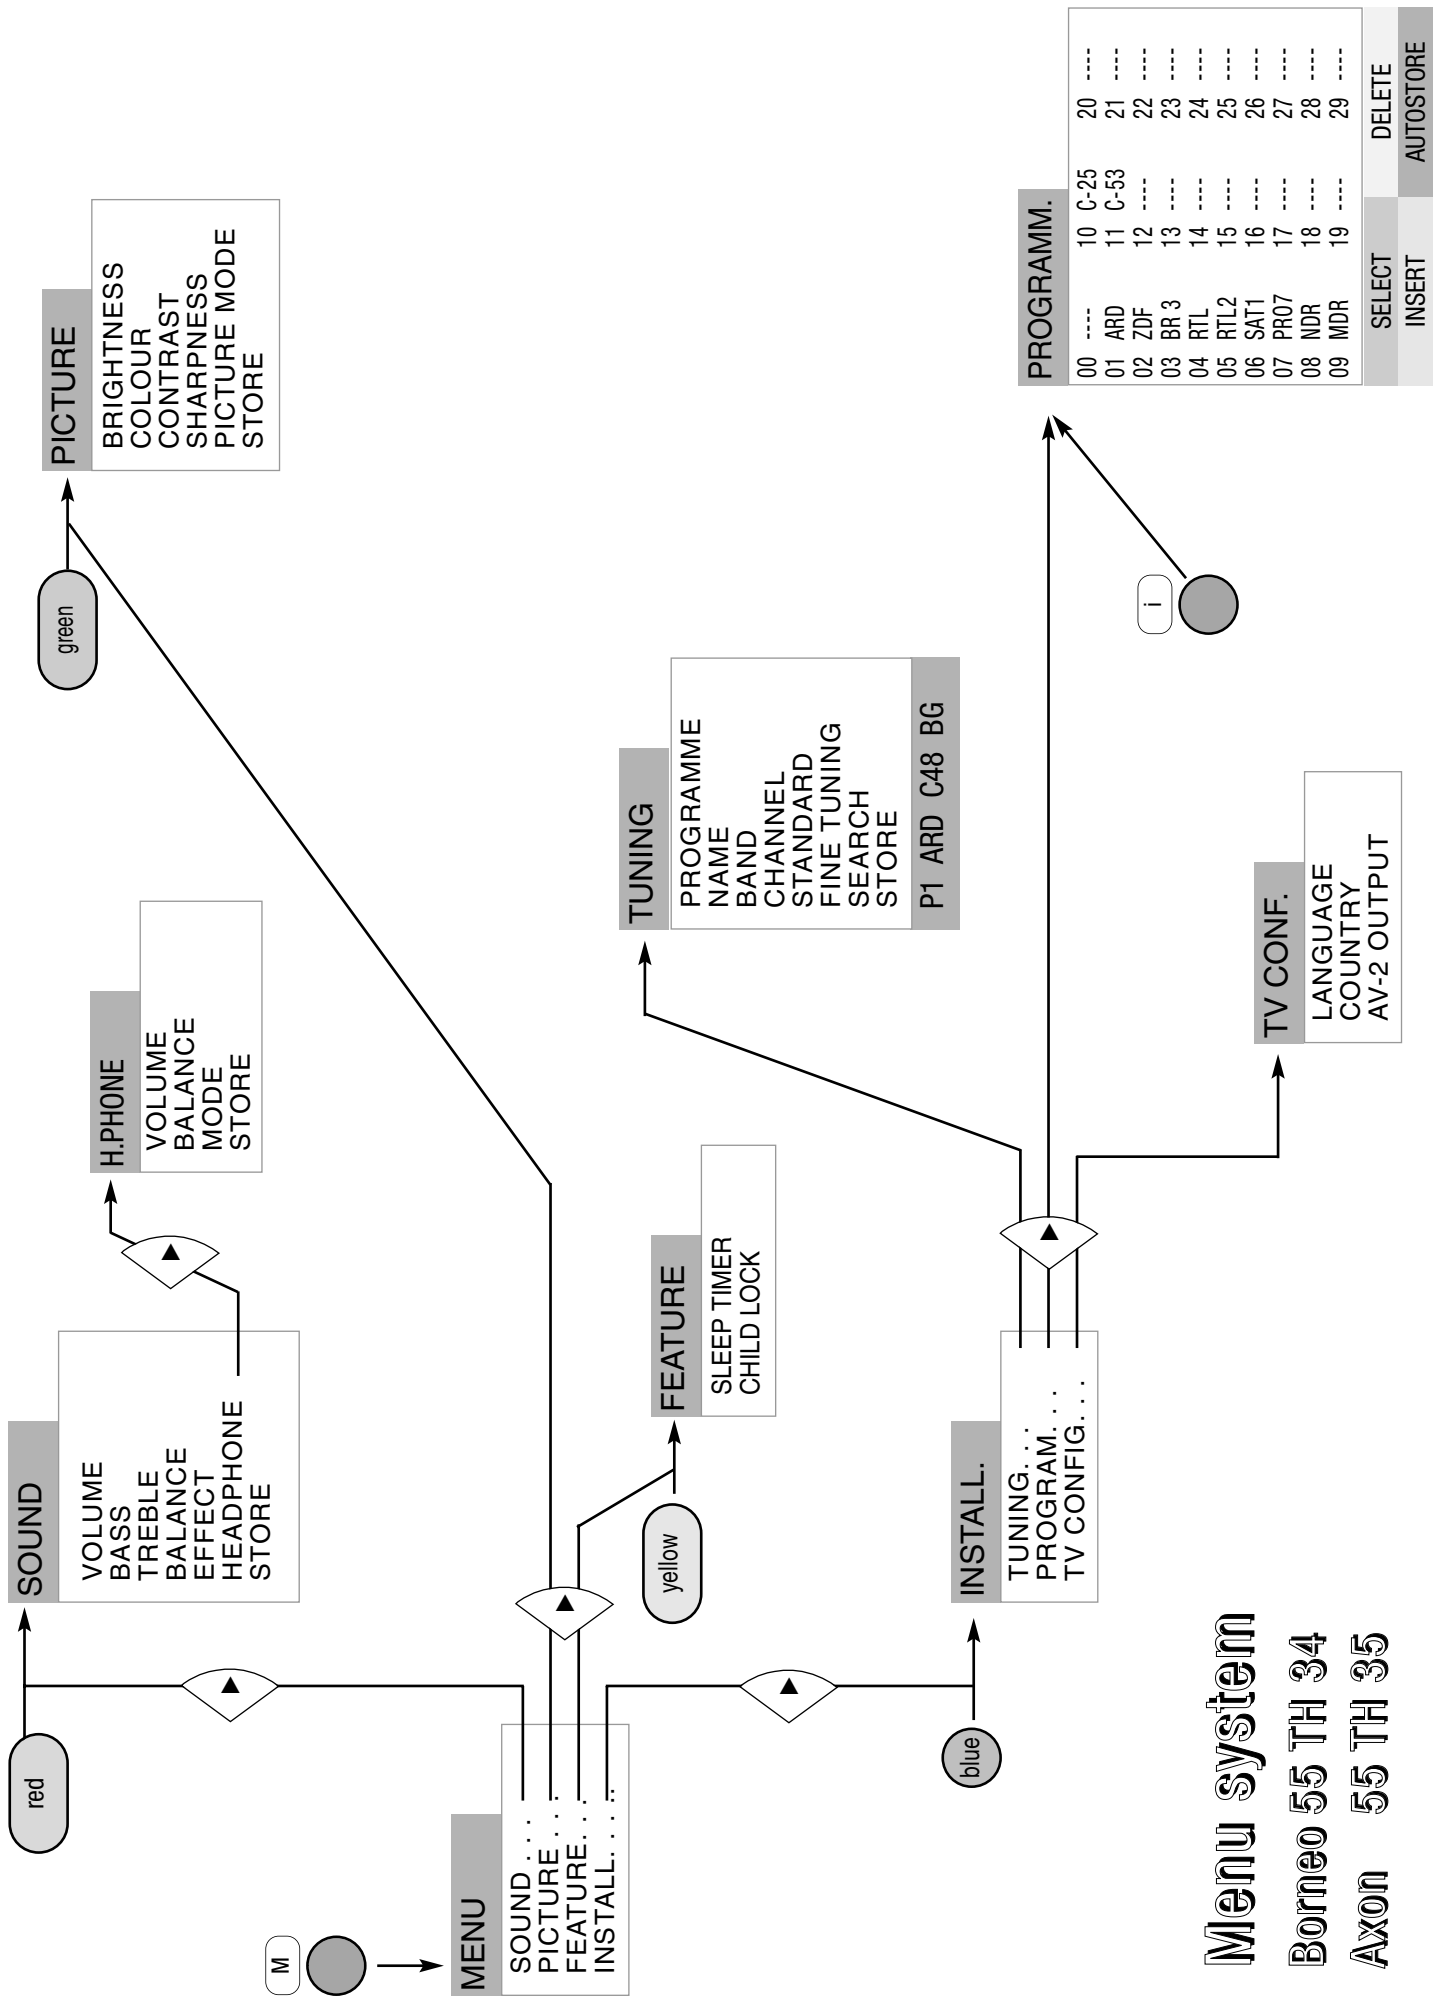 Menu system
Borneo 55 TH 34
Axon 55 TH 35
M
MENU
SOUND . . . .
PICTURE . . .
FEATURE. . .
INSTALL. . . .
red
SOUND
VOLUME
BASS
TREBLE
BALANCE
EFFECT
HEADPHONE
STORE
H.PHONE
VOLUME
BALANCE
MODE
STORE
green
PICTURE
BRIGHTNESS
COLOUR
CONTRAST
SHARPNESS
PICTURE MODE
STORE
yellow
FEATURE
SLEEP TIMER
CHILD LOCK
blue
INSTALL.
TUNING. . .
PROGRAM. . .
TV CONFIG. . .
TUNING
PROGRAMME
NAME
BAND
CHANNEL
STANDARD
FINE TUNING
SEARCH
STORE
P1 ARD C48 BG
TV CONF.
LANGUAGE
COUNTRY
AV-2 OUTPUT
i
PROGRAMM.
00 ---- 10 C-25 20 ----
01 ARD 11 C-53 21 ----
02 ZDF 12 ---- 22 ----
03 BR 3 13 ---- 23 ----
04 RTL 14 ---- 24 ----
05 RTL2 15 ---- 25 ----
06 SAT1 16 ---- 26 ----
07 PRO7 17 ---- 27 ----
08 NDR 18 ---- 28 ----
09 MDR 19 ---- 29 ----
SELECT DELETE
INSERT AUTOSTORE